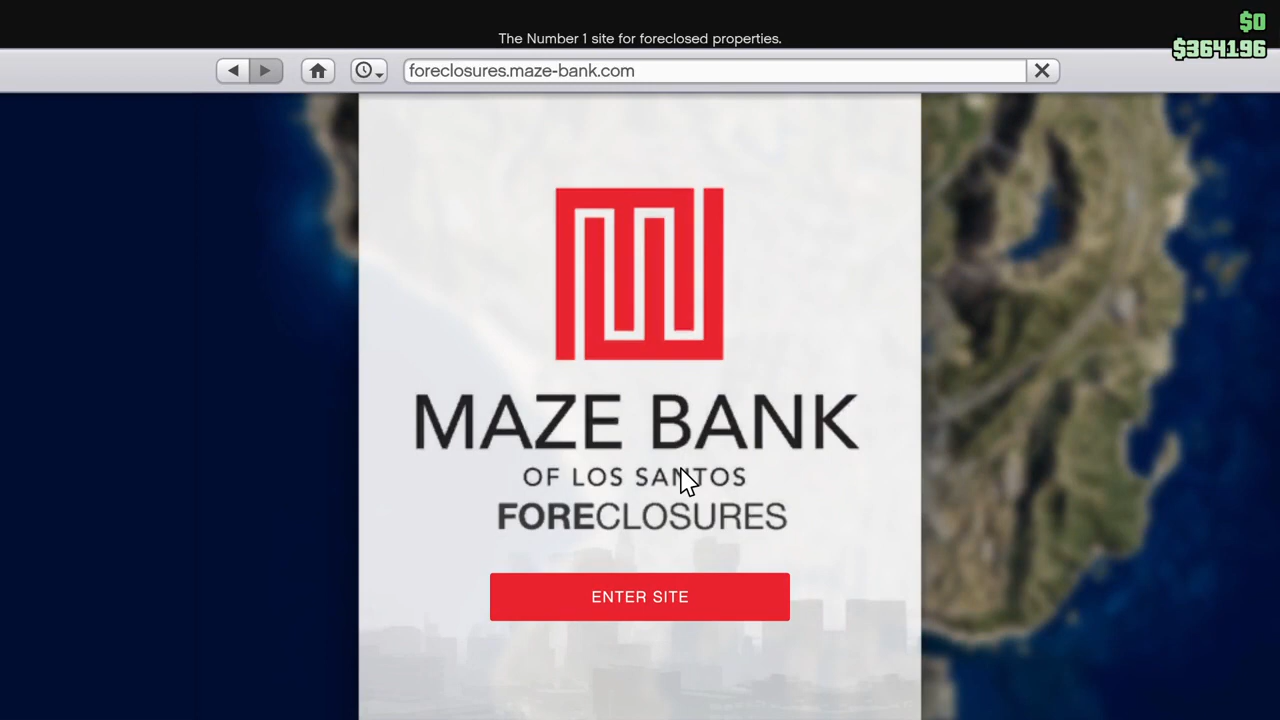 $0
The Number 1 site for foreclosed properties.
$364196
foreclosures.maze-bank.com
MAZE BANK
OF LOS SANTOS
FORECLOSURES
ENTER SITE